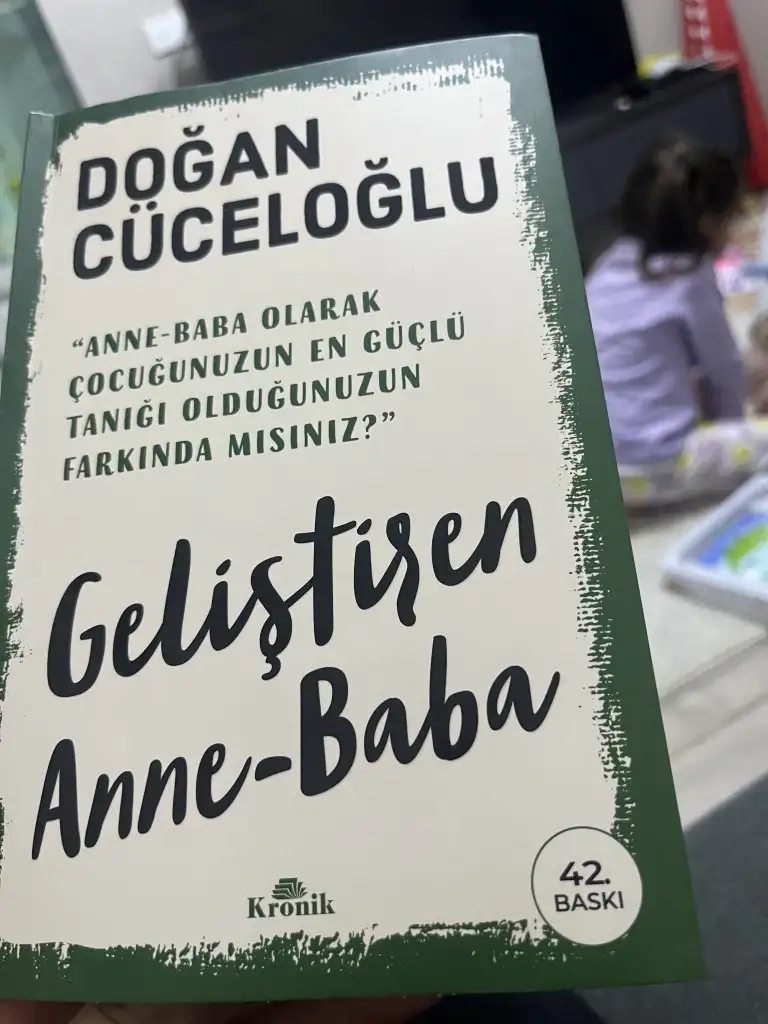 DOĞAN
CÜCELOĞLU
“ANNE-BABA OLARAK
ÇOCUĞUNUZUN EN GÜÇLÜ
TANIĞI OLDUĞUNUZUN
FARKINDA MISINIZ?”
Geliştiren
Anne-Baba
Kronik
42.
BASKI